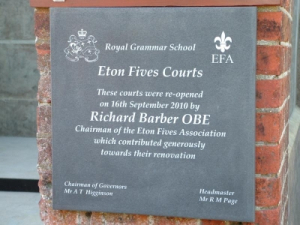 Royal Grammar School
EFA
Eton Fives Courts
These courts were re-opened
on 16th September 2010 by
Richard Barber OBE
Chairman of the Eton Fives Association
which contributed generously
towards their renovation
Chairman of Governors
Mr A T Higginson
Headmaster
Mr R M Page